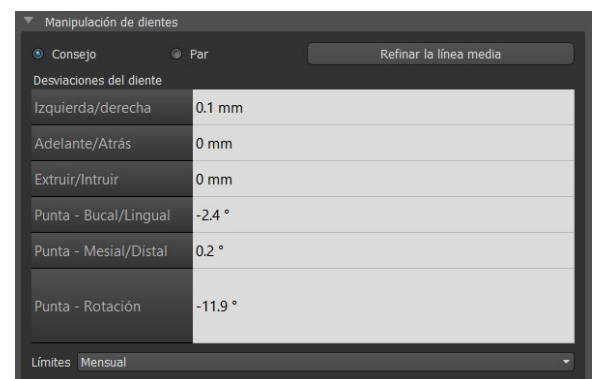 Manipulación de dientes
Consejo Par Refinar la línea media
Desviaciones del diente
Izquierda/derecha 0.1 mm
Adelante/Atrás 0 mm
Extruir/Intruir 0 mm
Punta - Bucal/Lingual -2.4 °
Punta - Mesial/Distal 0.2 °
Punta - Rotación -11.9 °
Límites Mensual